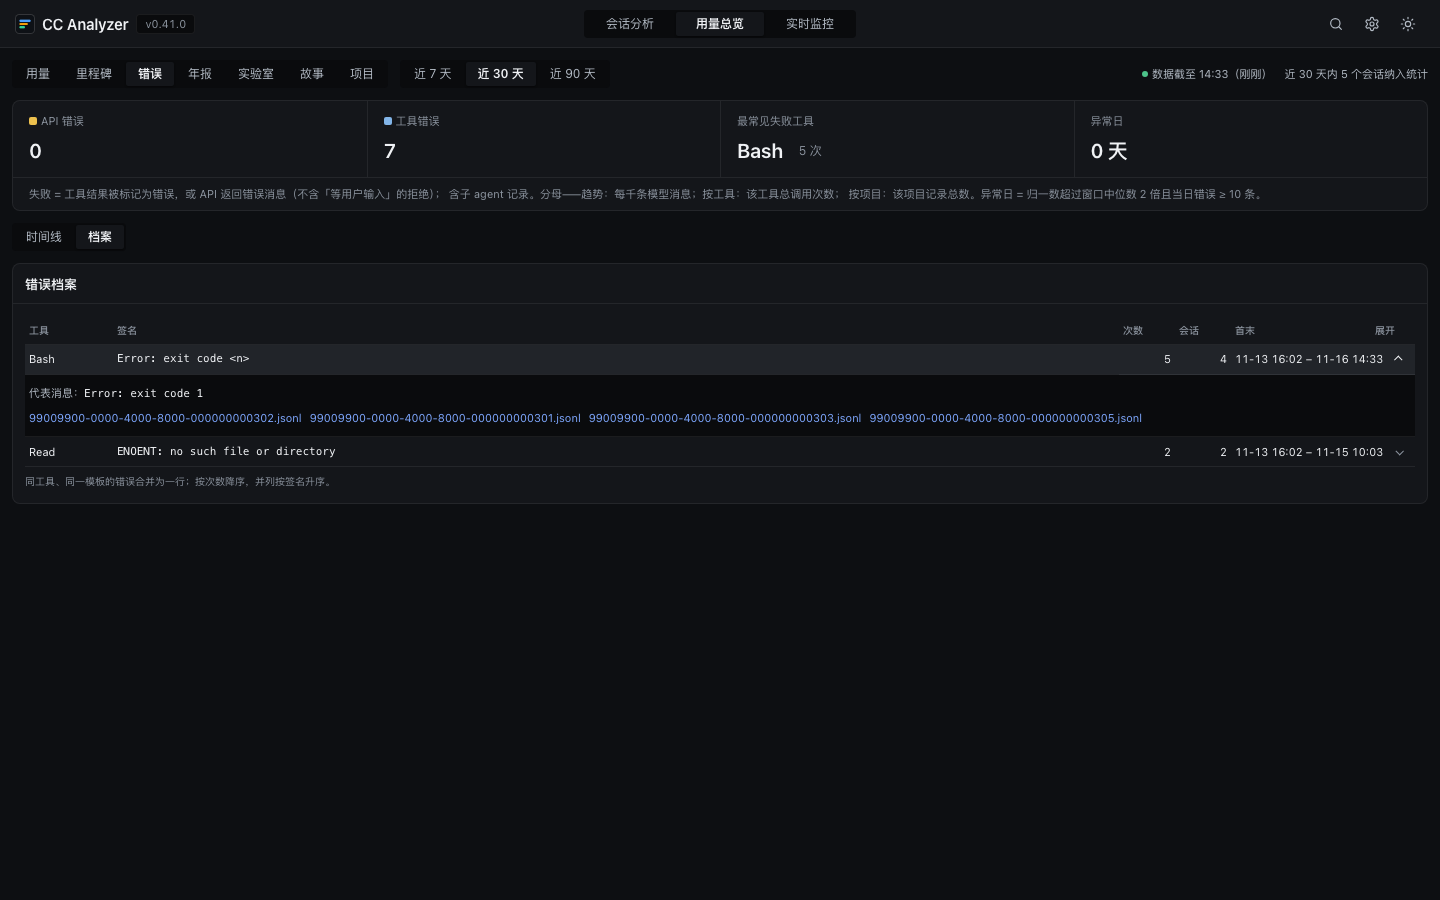 CC Analyzer v0.41.0 会话分析 用量总览 实时监控
用量 里程碑 错误 年报 实验室 故事 项目 近 7 天 近 30 天 近 90 天 数据截至 14:33（刚刚） 近 30 天内 5 个会话纳入统计
API 错误 工具错误 最常见失败工具 异常日
0 7 Bash 5 次 0 天
失败 = 工具结果被标记为错误，或 API 返回错误消息（不含「等用户输入」的拒绝）； 含子 agent 记录。分母——趋势：每千条模型消息；按工具：该工具总调用次数； 按项目：该项目记录总数。异常日 = 归一数超过窗口中位数 2 倍且当日错误 ≥ 10 条。
时间线 档案
错误档案
工具 签名 次数 会话 首末 展开
Bash Error: exit code <n> 5 4 11-13 16:02 – 11-16 14:33
代表消息：Error: exit code 1
99009900-0000-4000-8000-000000000302.jsonl 99009900-0000-4000-8000-000000000301.jsonl 99009900-0000-4000-8000-000000000303.jsonl 99009900-0000-4000-8000-000000000305.jsonl
Read ENOENT: no such file or directory 2 2 11-13 16:02 – 11-15 10:03
同工具、同一模板的错误合并为一行；按次数降序，并列按签名升序。